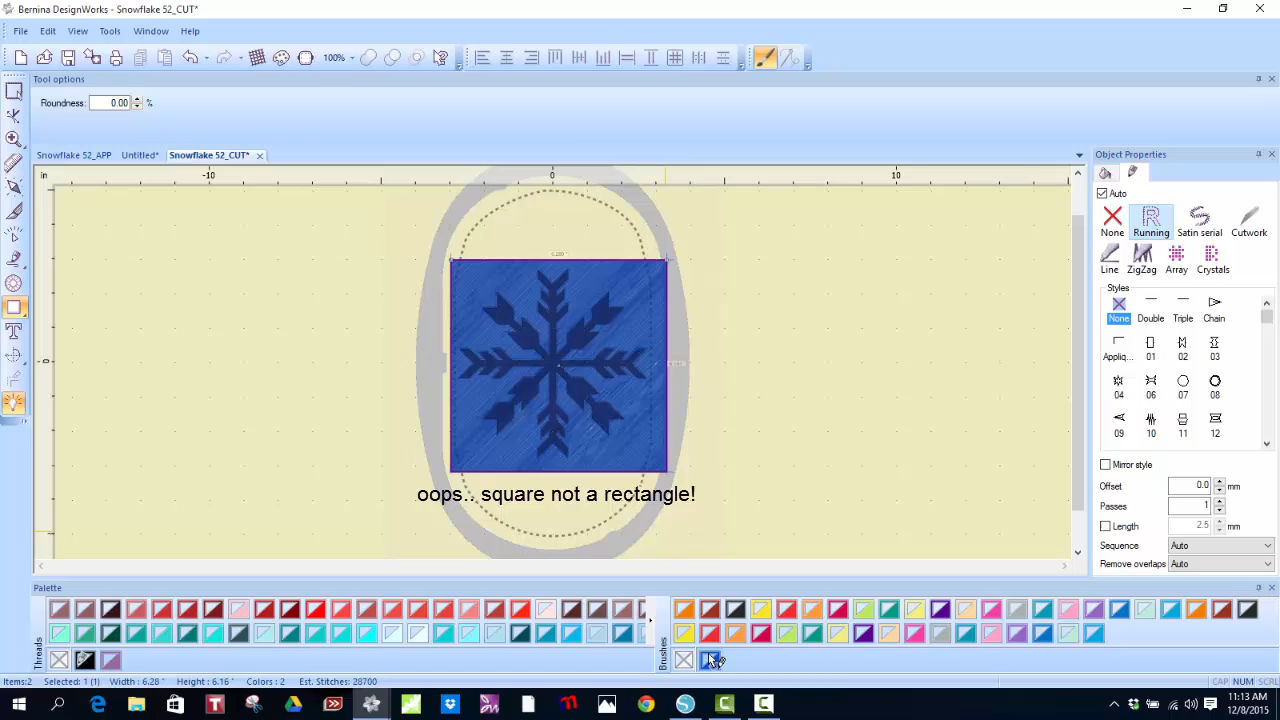 Bernina DesignWorks - Snowflake 52_CUT*
File Edit View Tools Window Help
100%
Tool options
Roundness: 0.00 %
Snowflake 52_APP Untitled* Snowflake 52_CUT*
in -10 0 10
0
oops.. square not a rectangle!
Object Properties
Auto
None Running Satin serial Cutwork
Line ZigZag Array Crystals
Styles
None Double Triple Chain
Appliq... 01 02 03
04 06 07 08
09 10 11 12
Mirror style
Offset 0.0 mm
Passes 1
Length 2.5 mm
Sequence Auto
Remove overlaps Auto
Palette
Threads
Brushes
Items:2 Selected: 1 (1) Width : 6.28" Height : 6.16" Colors : 2 Est. Stitches: 28700
CAP NUM SCRL
11:13 AM
12/8/2015